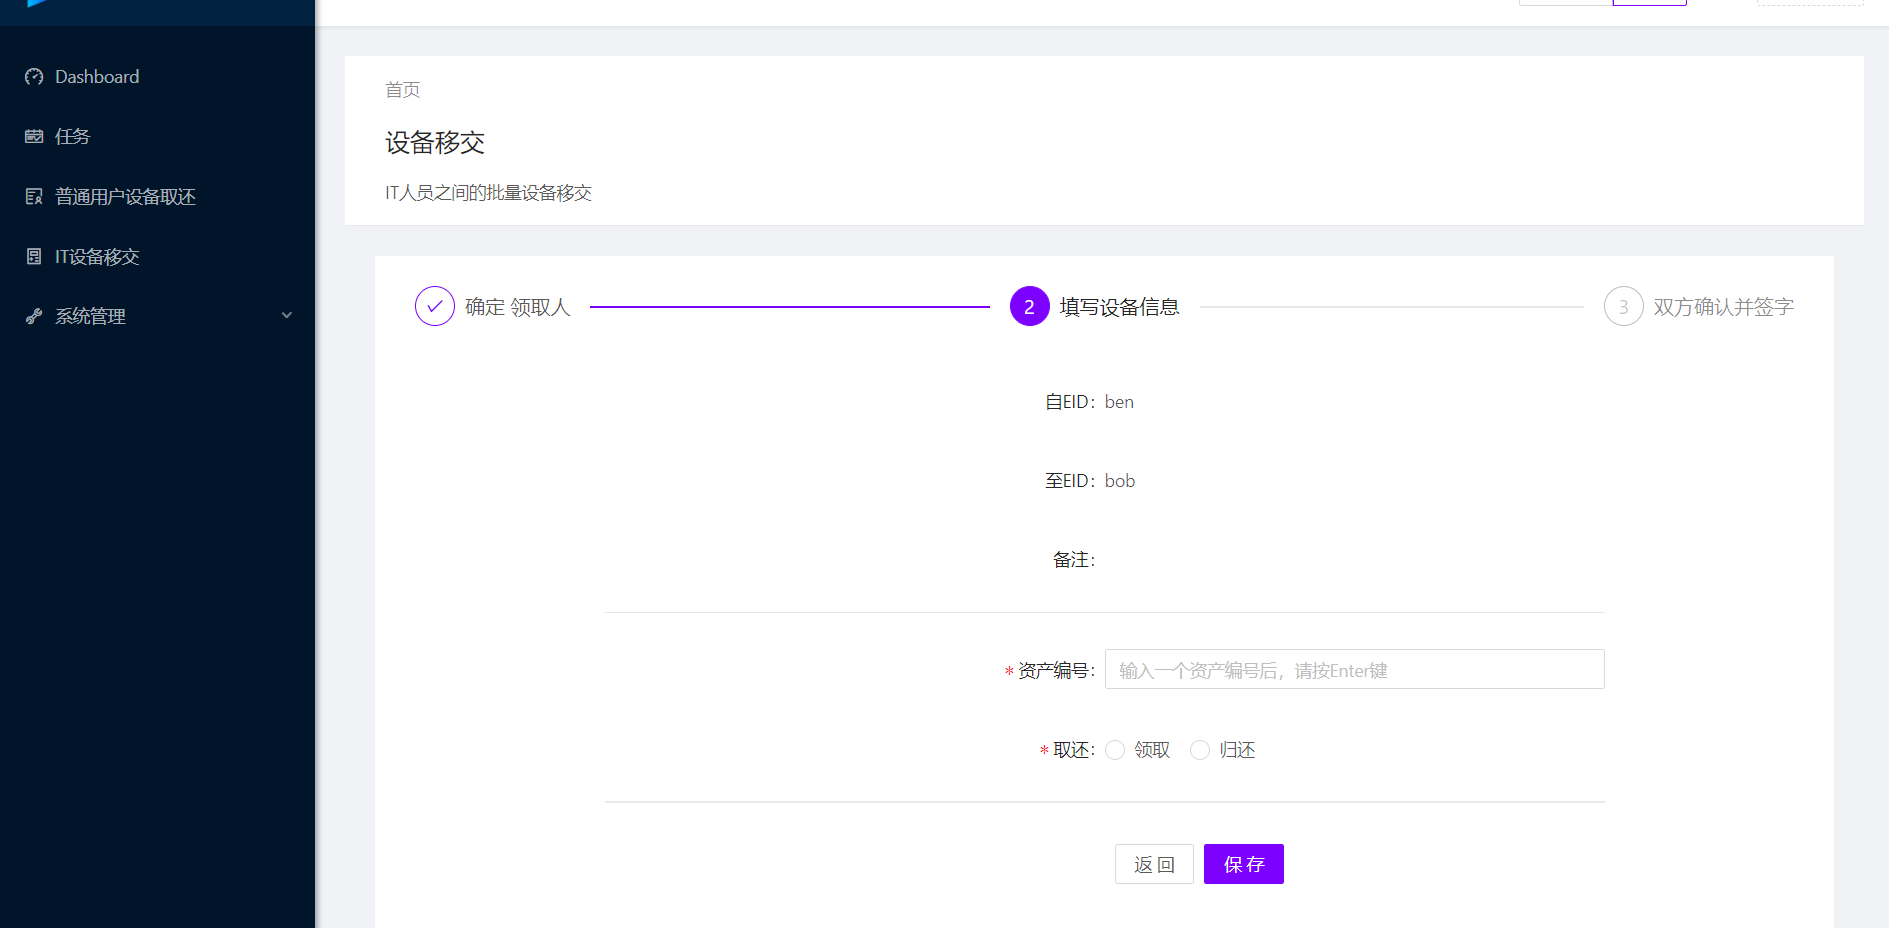 Dashboard
任务
普通用户设备取还
IT设备移交
系统管理
首页
设备移交
IT人员之间的批量设备移交
确定 领取人
2 填写设备信息
3 双方确认并签字
自EID: ben
至EID: bob
备注:
* 资产编号: 输入一个资产编号后，请按Enter键
* 取还: 领取 归还
返 回 保 存